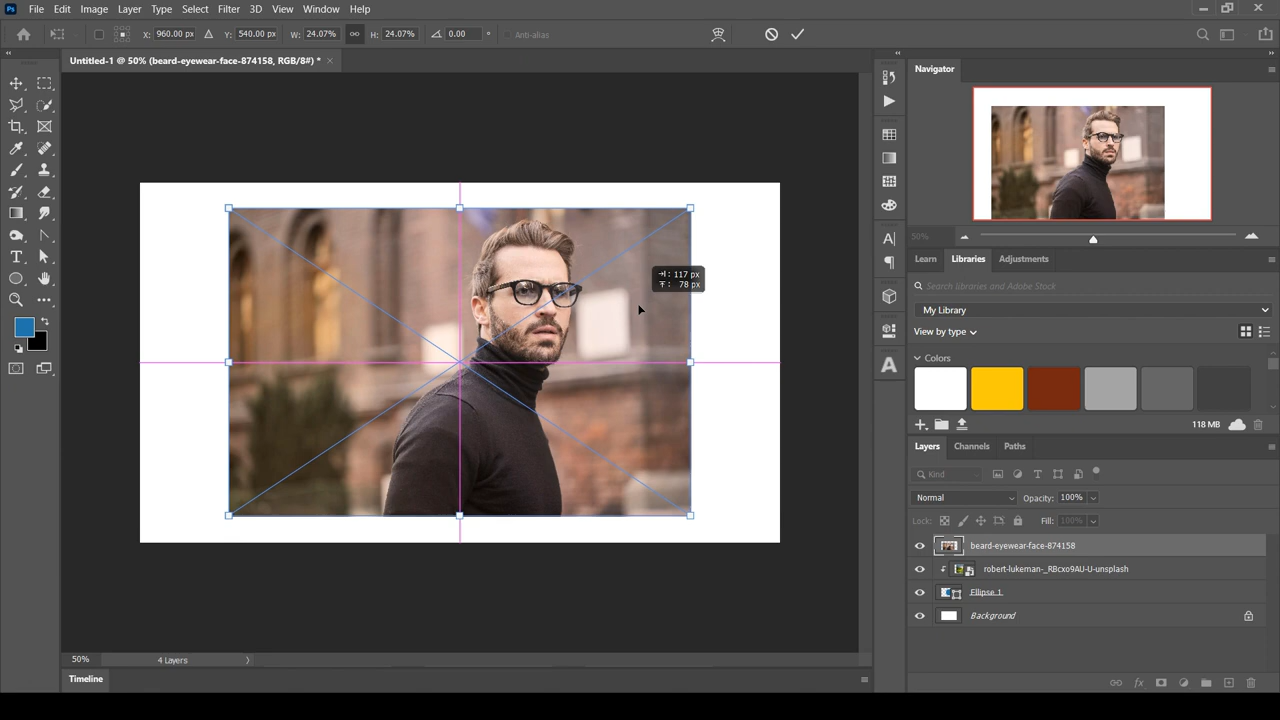 Ps File Edit Image Layer Type Select Filter 3D View Window Help
X: 960.00 px Y: 540.00 px W: 24.07% H: 24.07% 0.00 ° Anti-alias
Untitled-1 @ 50% (beard-eyewear-face-874158, RGB/8#) * ×
Navigator
50%
117 px
78 px
Learn Libraries Adjustments
Search libraries and Adobe Stock
My Library
View by type
Colors
118 MB
Layers Channels Paths
Kind
Normal Opacity: 100%
Lock: Fill: 100%
beard-eyewear-face-874158
robert-lukeman-_RBcxo9AU-U-unsplash
Ellipse 1
Background
50% 4 Layers
Timeline